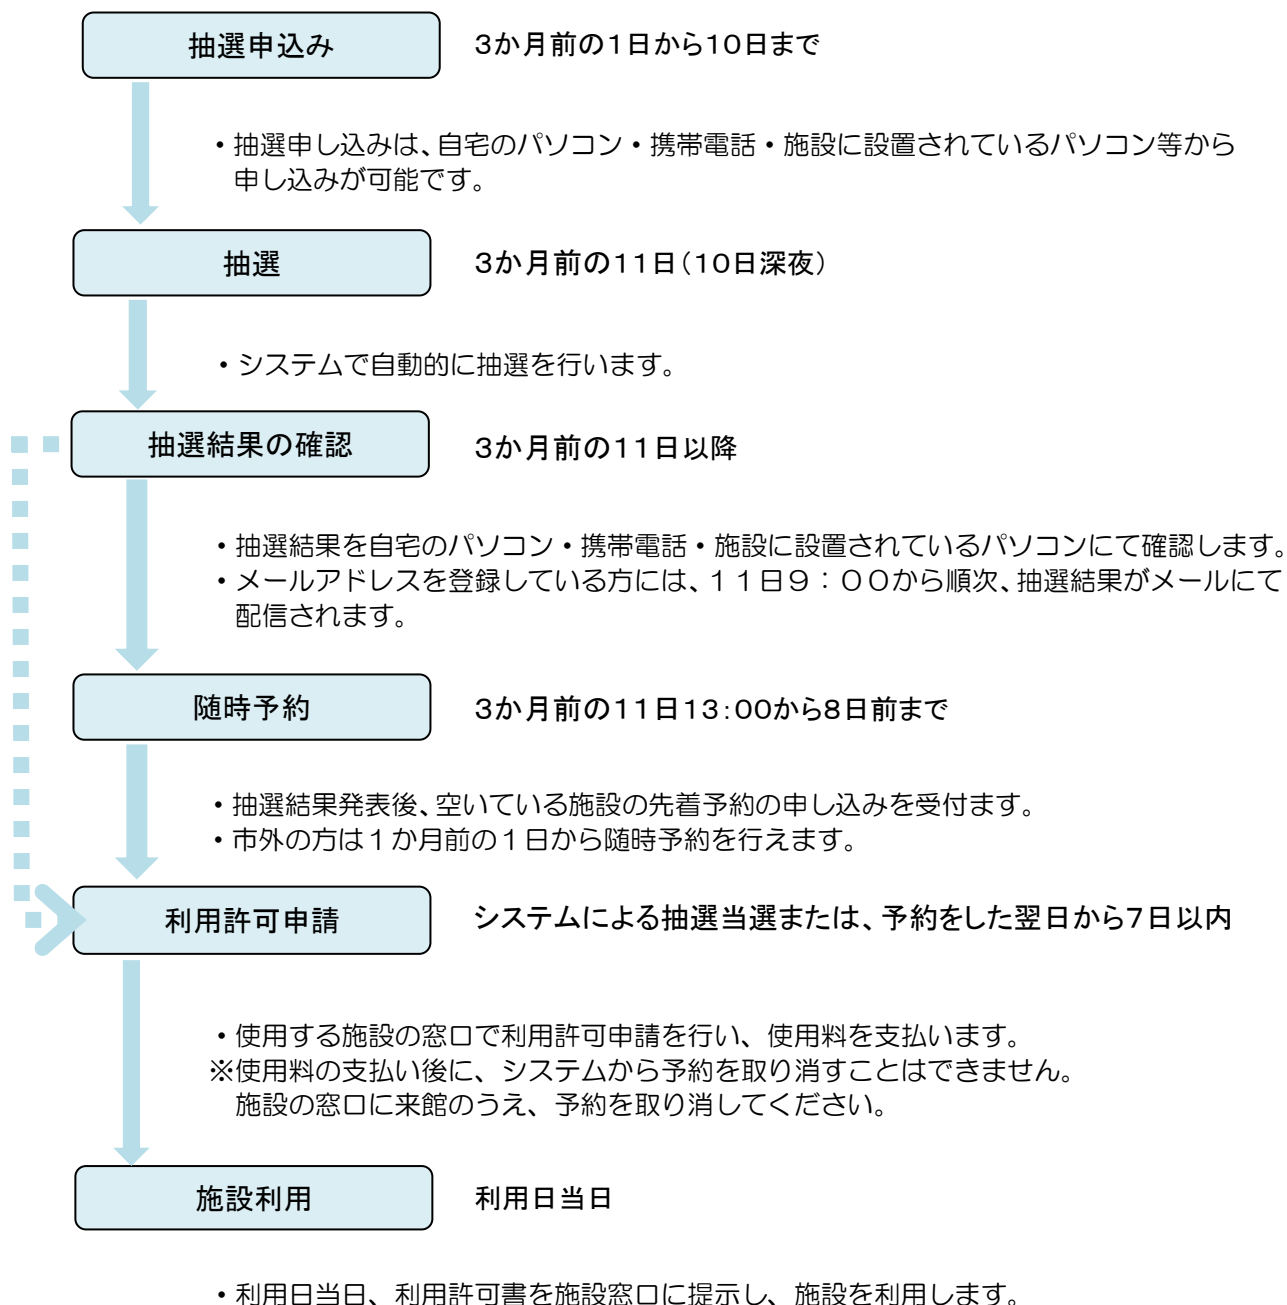 抽選申込み
3か月前の1日から10日まで
・抽選申し込みは、自宅のパソコン・携帯電話・施設に設置されているパソコン等から
申し込みが可能です。
抽選
3か月前の11日(10日深夜)
・システムで自動的に抽選を行います。
抽選結果の確認
3か月前の11日以降
・抽選結果を自宅のパソコン・携帯電話・施設に設置されているパソコンにて確認します。
・メールアドレスを登録している方には、11日9:00から順次、抽選結果がメールにて
配信されます。
随時予約
3か月前の11日13:00から8日前まで
・抽選結果発表後、空いている施設の先着予約の申し込みを受付ます。
・市外の方は1か月前の1日から随時予約を行えます。
利用許可申請
システムによる抽選当選または、予約をした翌日から7日以内
・使用する施設の窓口で利用許可申請を行い、使用料を支払います。
※使用料の支払い後に、システムから予約を取り消すことはできません。
施設の窓口に来館のうえ、予約を取り消してください。
施設利用
利用日当日
・利用日当日、利用許可書を施設窓口に提示し、施設を利用します。